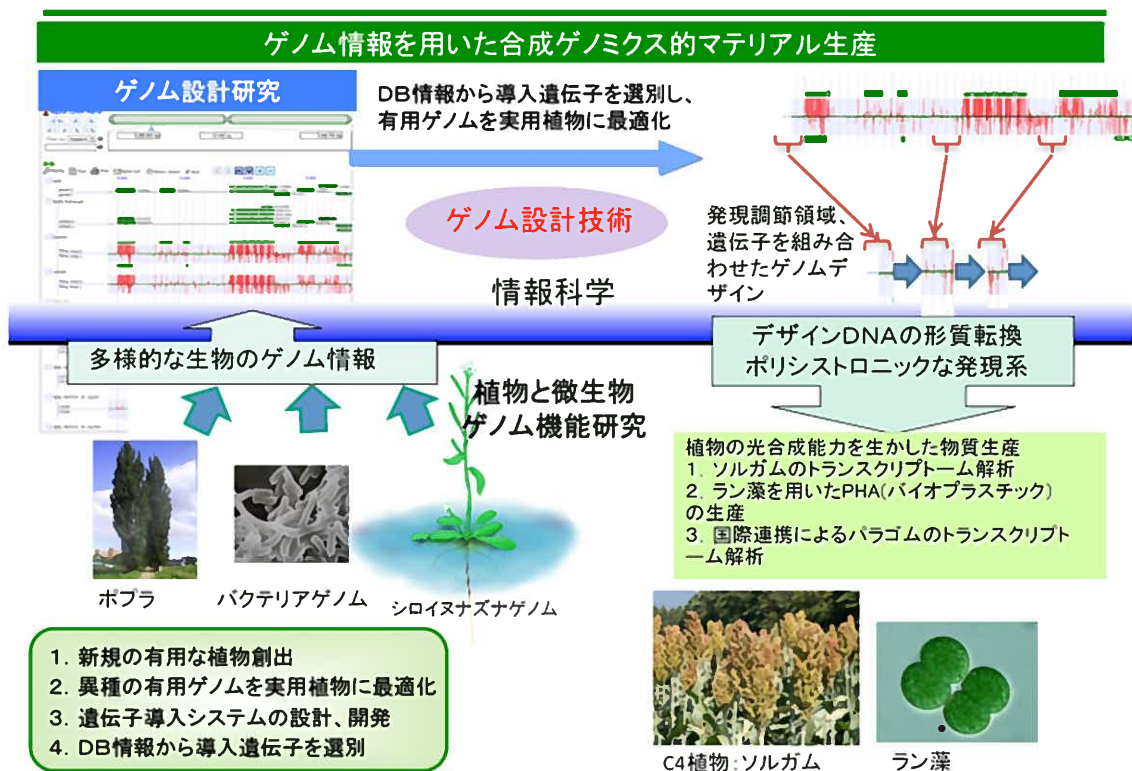 ゲノム情報を用いた合成ゲノミクス的マテリアル生産
ゲノム設計研究
DB情報から導入遺伝子を選別し、
有用ゲノムを実用植物に最適化
ゲノム設計技術
情報科学
発現調節領域、
遺伝子を組み合
わせたゲノムデ
ザイン
多様的な生物のゲノム情報
デザインDNAの形質転換
ポリシストロニックな発現系
植物と微生物
ゲノム機能研究
植物の光合成能力を生かした物質生産
1. ソルガムのトランスクリプトーム解析
2. ラン藻を用いたPHA(バイオプラスチック)
の生産
3. 国際連携によるパラゴムのトランスクリプト
ーム解析
ポプラ
バクテリアゲノム
シロイヌナズナゲノム
1. 新規の有用な植物創出
2. 異種の有用ゲノムを実用植物に最適化
3. 遺伝子導入システムの設計、開発
4. DB情報から導入遺伝子を選別
C4植物:ソルガム
ラン藻